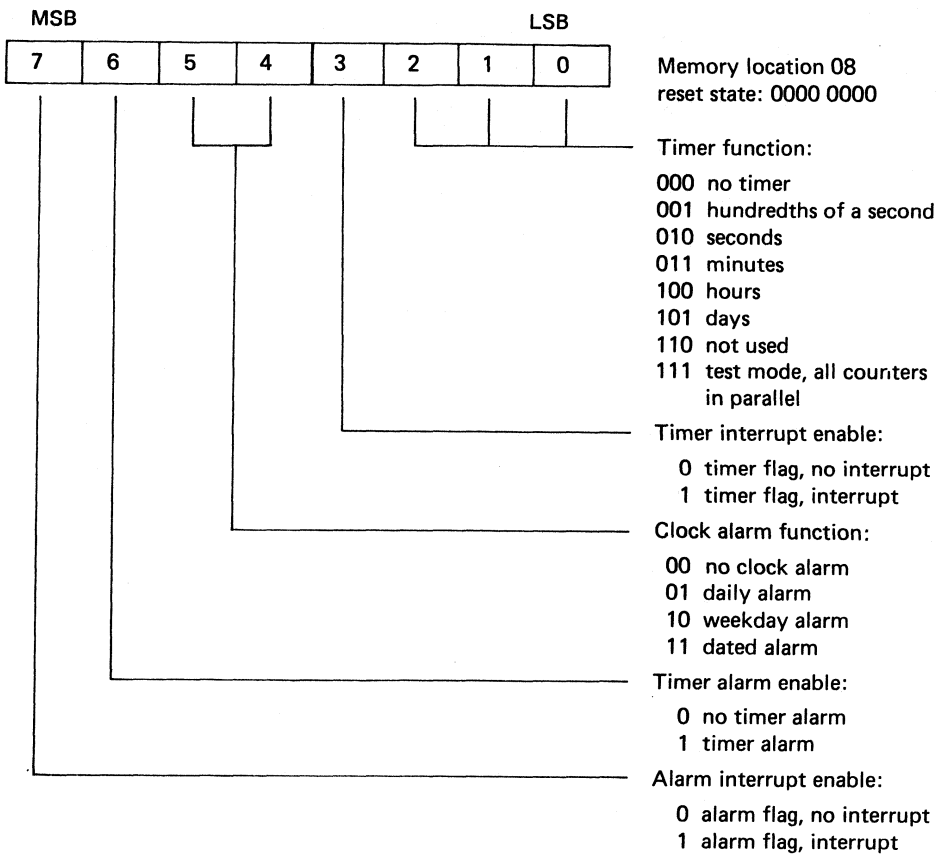 MSB LSB
7 6 5 4 3 2 1 0
Memory location 08
reset state: 0000 0000
Timer function:
000 no timer
001 hundredths of a second
010 seconds
011 minutes
100 hours
101 days
110 not used
111 test mode, all counters
in parallel
Timer interrupt enable:
0 timer flag, no interrupt
1 timer flag, interrupt
Clock alarm function:
00 no clock alarm
01 daily alarm
10 weekday alarm
11 dated alarm
Timer alarm enable:
0 no timer alarm
1 timer alarm
Alarm interrupt enable:
0 alarm flag, no interrupt
1 alarm flag, interrupt